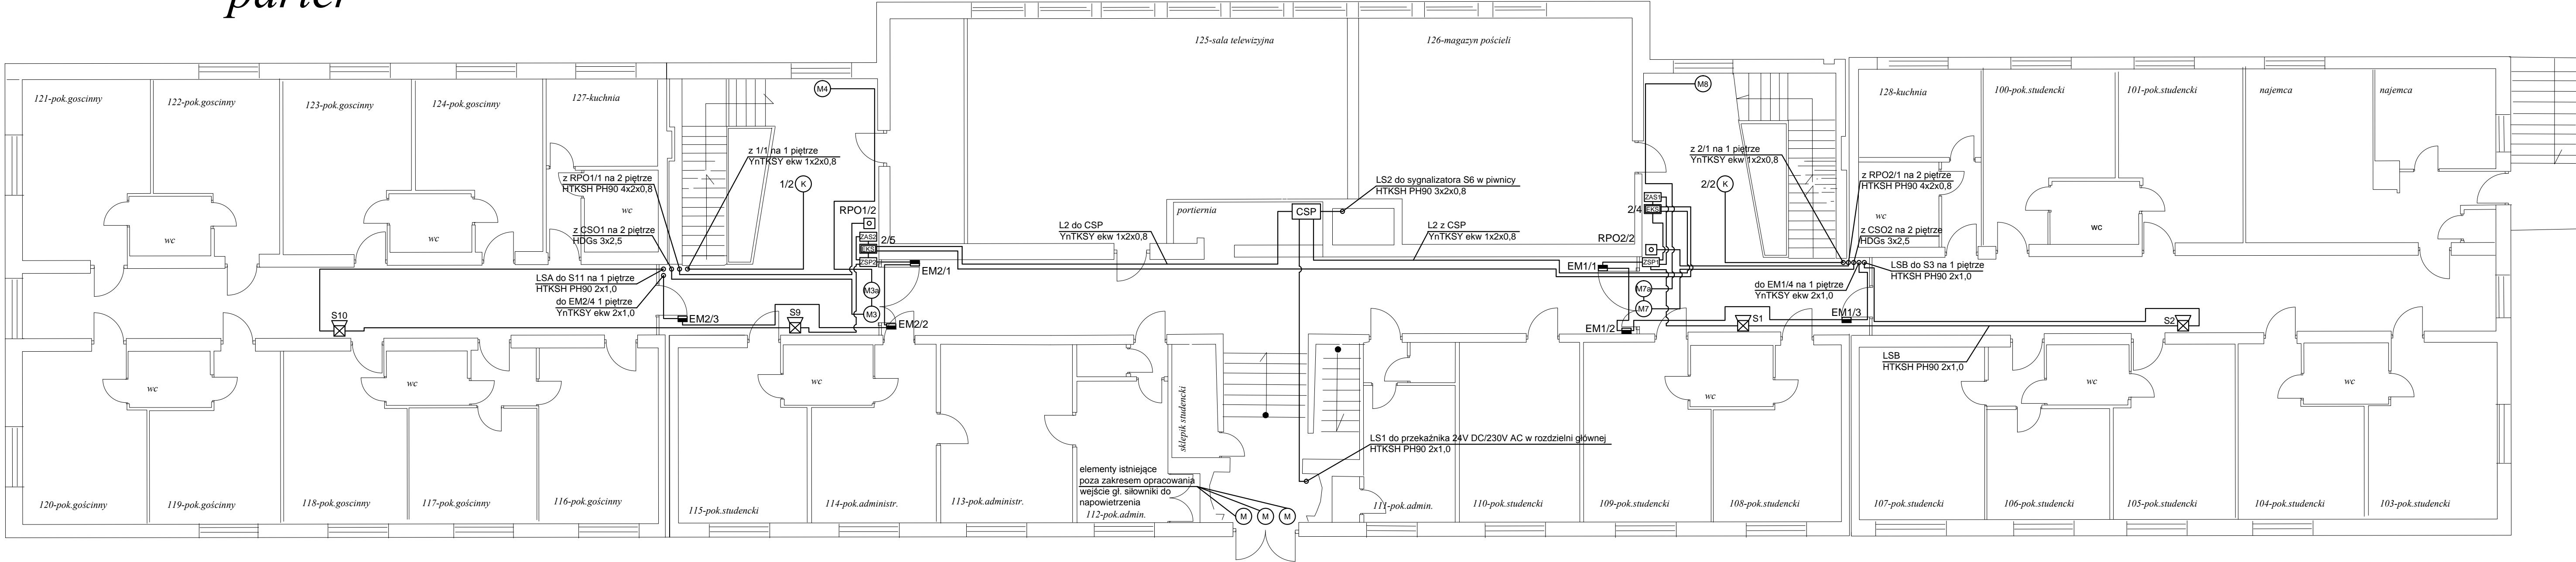 parter
125-sala telewizyjna
126-magazyn pościeli
121-pok.goscinny
122-pok.goscinny
123-pok.goscinny
124-pok.goscinny
127-kuchnia
M4
M8
128-kuchnia
100-pok.studencki
101-pok.studencki
najemca
najemca
z 1/1 na 1 piętrze
YnTKSY ekw 1x2x0,8
1/2
K
z RPO1/1 na 2 piętrze
HTKSH PH90 4x2x0,8
wc
z CSO1 na 2 piętrze
HDGs 3x2,5
RPO1/2
ZAS2
EKS
2/5
ZSP2
portiernia
LS2 do sygnalizatora S6 w piwnicy
HTKSH PH90 3x2x0,8
CSP
L2 do CSP
YnTKSY ekw 1x2x0,8
L2 z CSP
YnTKSY ekw 1x2x0,8
ZAS1
2/4
EKS
RPO2/2
ZSP1
z 2/1 na 1 piętrze
YnTKSY ekw 1x2x0,8
2/2
K
z RPO2/1 na 2 piętrze
HTKSH PH90 4x2x0,8
wc
z CSO2 na 2 piętrze
HDGs 3x2,5
wc
wc
wc
LSA do S11 na 1 piętrze
HTKSH PH90 2x1,0
do EM2/4 1 piętrze
YnTKSY ekw 2x1,0
EM2/1
M3a
M3
EM1/1
M7a
M7
LSB do S3 na 1 piętrze
HTKSH PH90 2x1,0
do EM1/4 na 1 piętrze
YnTKSY ekw 2x1,0
S10
EM2/3
S9
EM2/2
EM1/2
S1
EM1/3
S2
LSB
HTKSH PH90 2x1,0
wc
wc
wc
wc
wc
wc
sklepik studencki
LS1 do przekaźnika 24V DC/230V AC w rozdzielni głównej
HTKSH PH90 2x1,0
elementy istniejące
poza zakresem opracowania
wejście gł. siłowniki do
napowietrzenia
M
M
M
120-pok.gościnny
119-pok.gościnny
118-pok.goscinny
117-pok.gościnny
116-pok.gościnny
115-pok.studencki
114-pok.administr.
113-pok.administr.
112-pok.admin.
111-pok.admin.
110-pok.studencki
109-pok.studencki
108-pok.studencki
107-pok.studencki
106-pok.studencki
105-pok.studencki
104-pok.studencki
103-pok.studencki